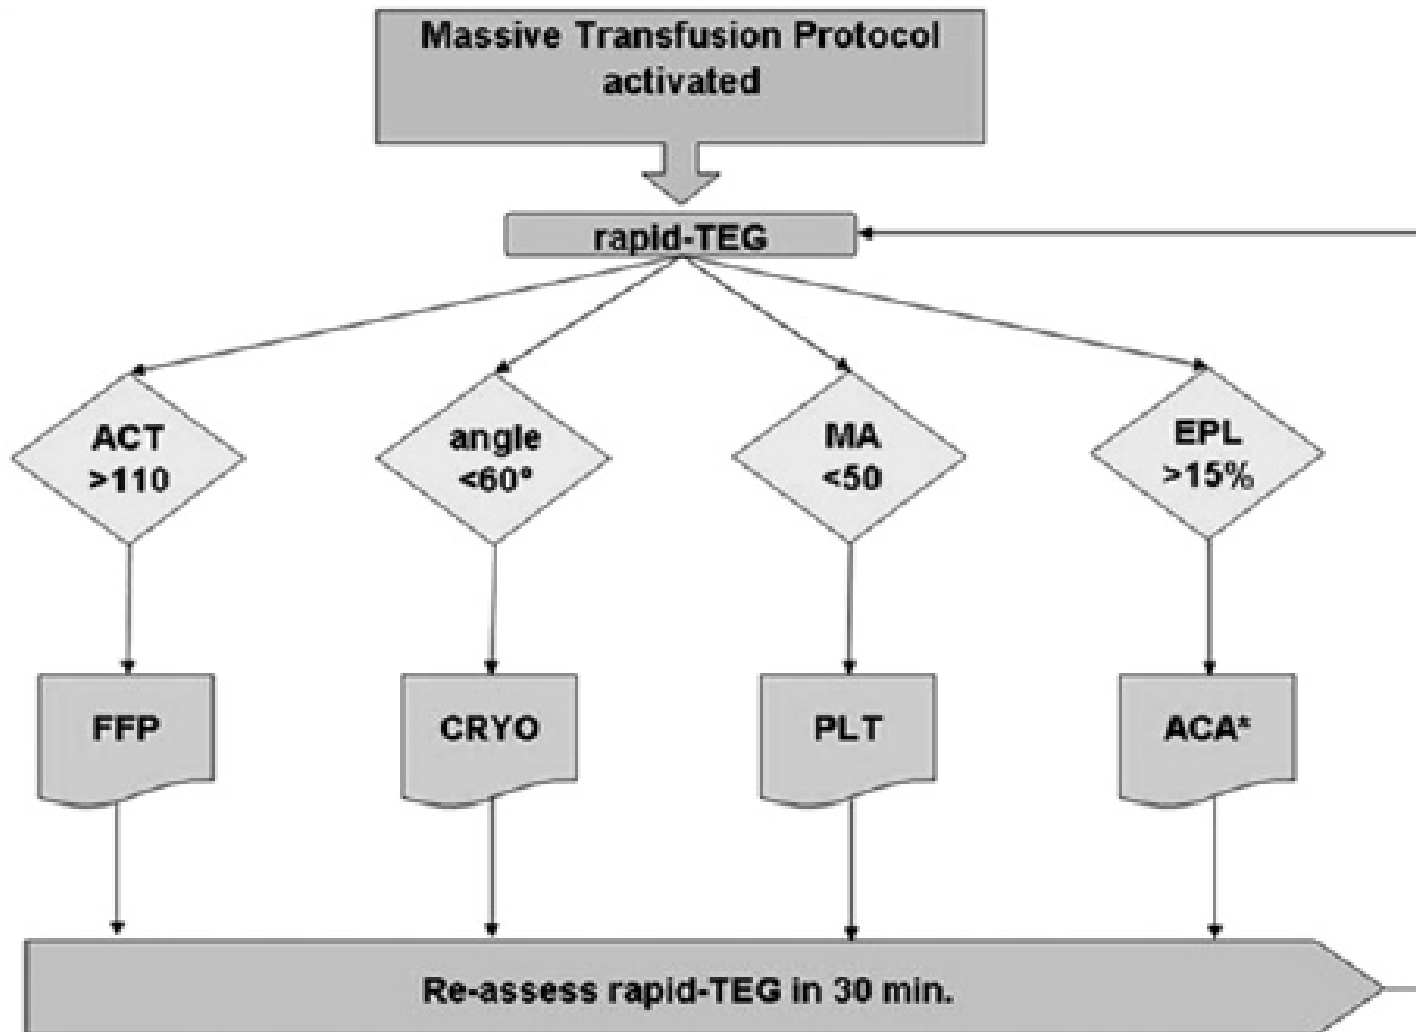 Massive Transfusion Protocol
activated
rapid-TEG
ACT
>110
angle
<60°
MA
<50
EPL
>15%
FFP
CRYO
PLT
ACA*
Re-assess rapid-TEG in 30 min.